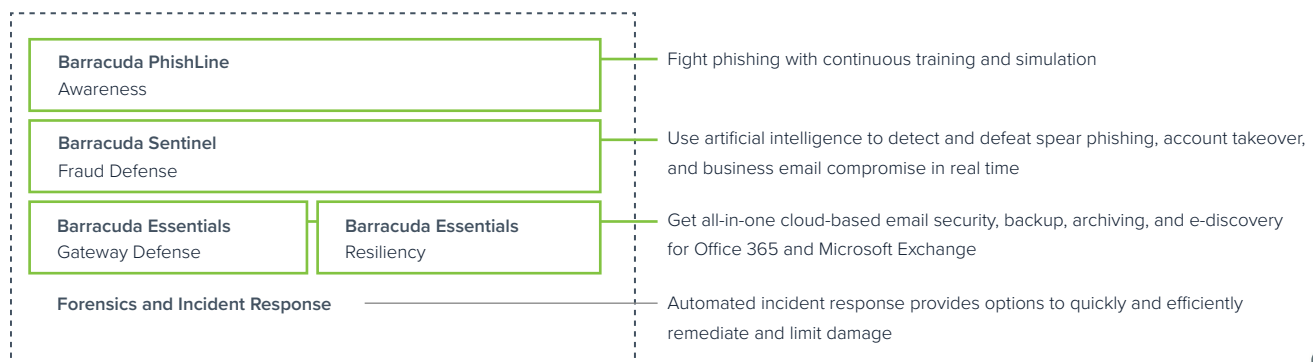 Barracuda PhishLine
Awareness
Fight phishing with continuous training and simulation
Barracuda Sentinel
Fraud Defense
Use artificial intelligence to detect and defeat spear phishing, account takeover,
and business email compromise in real time
Barracuda Essentials
Gateway Defense
Barracuda Essentials
Resiliency
Get all-in-one cloud-based email security, backup, archiving, and e-discovery
for Office 365 and Microsoft Exchange
Forensics and Incident Response
Automated incident response provides options to quickly and efficiently
remediate and limit damage